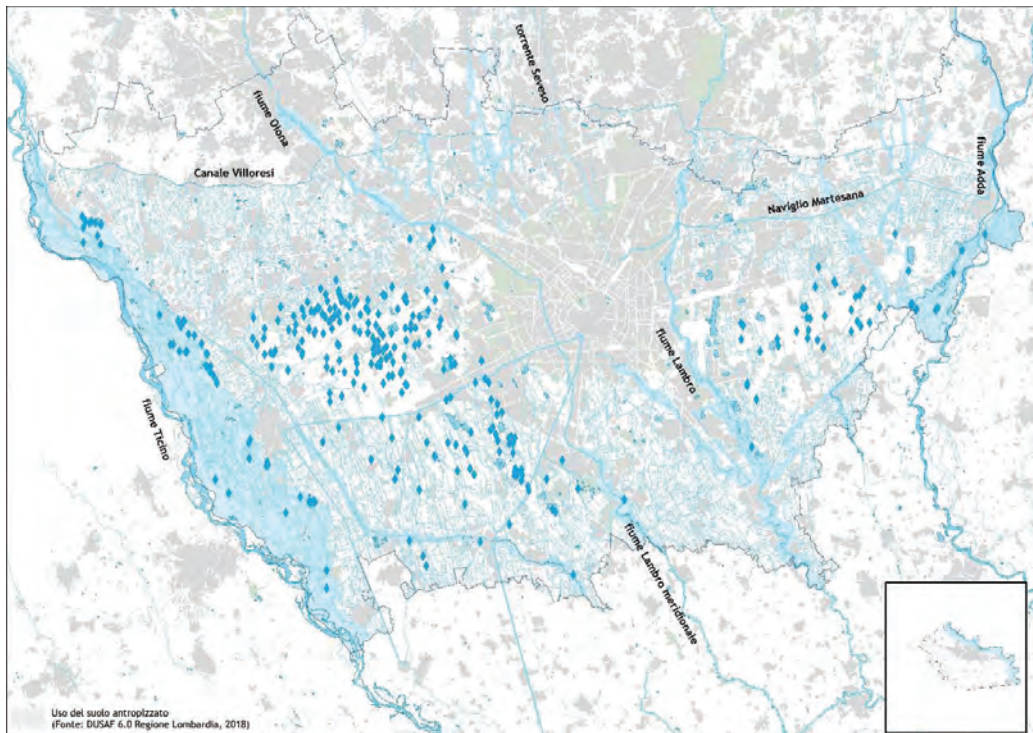 torrente Seveso
fiume Olona
fiume Adda
Canale Villoresi
Naviglio Martesana
fiume Lambro
fiume Ticino
fiume Lambro meridionale
Uso del suolo antropizzato
(Fonte: DUSAF 6.0 Regione Lombardia, 2018)